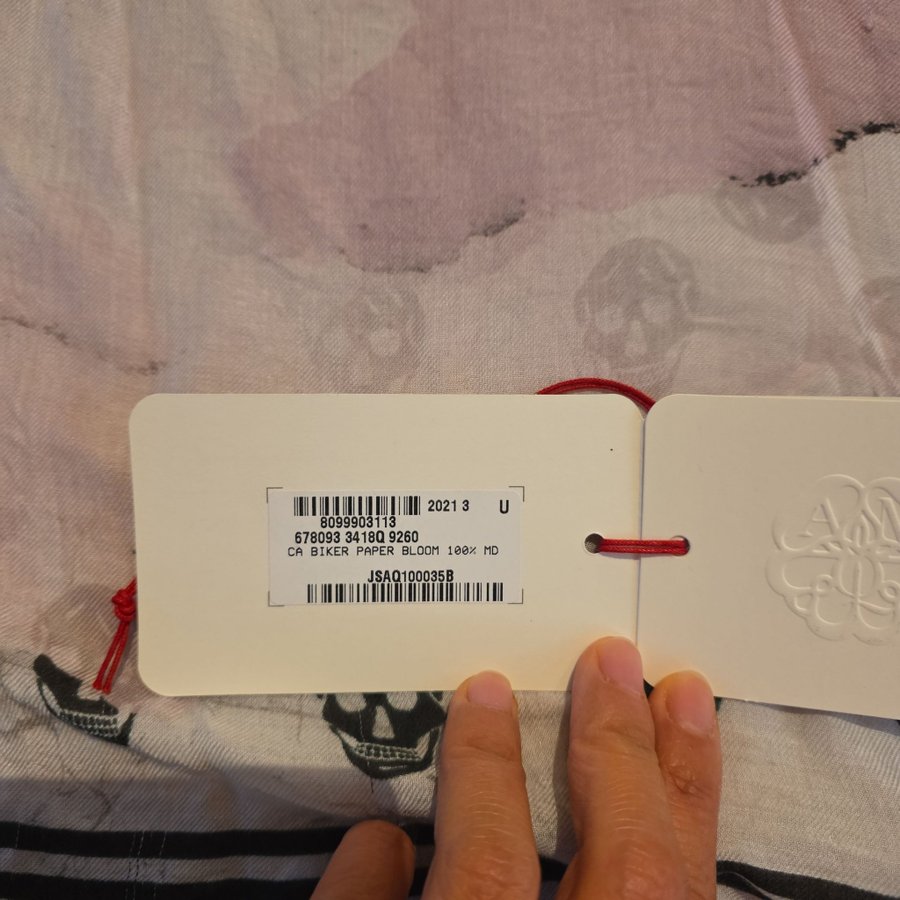 2021 3 U
8099903113
678093 3418Q 9260
CA BIKER PAPER BLOOM 100% MD
JSAQ100035B